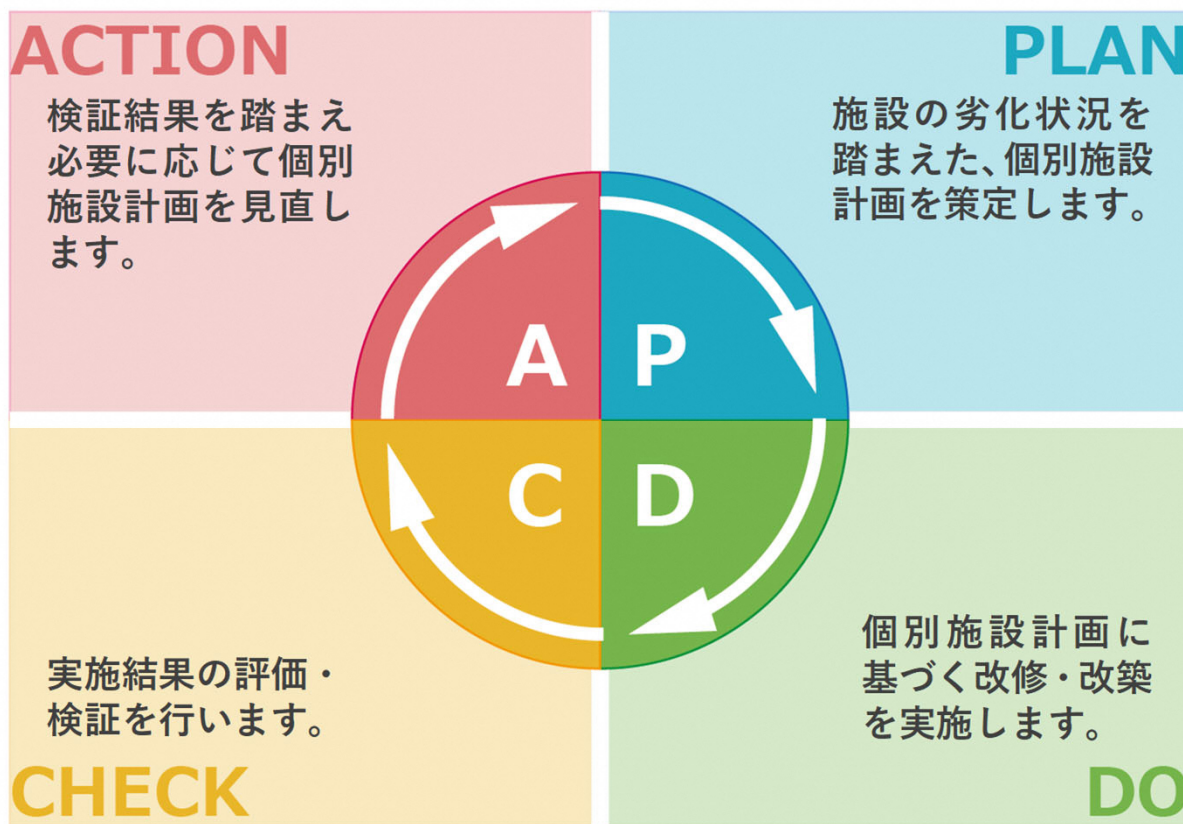 ACTION
検証結果を踏まえ
必要に応じて個別
施設計画を見直し
ます。
PLAN
施設の劣化状況を
踏まえた、個別施設
計画を策定します。
A
P
C
D
実施結果の評価・
検証を行います。
CHECK
個別施設計画に
基づく改修・改築
を実施します。
DO